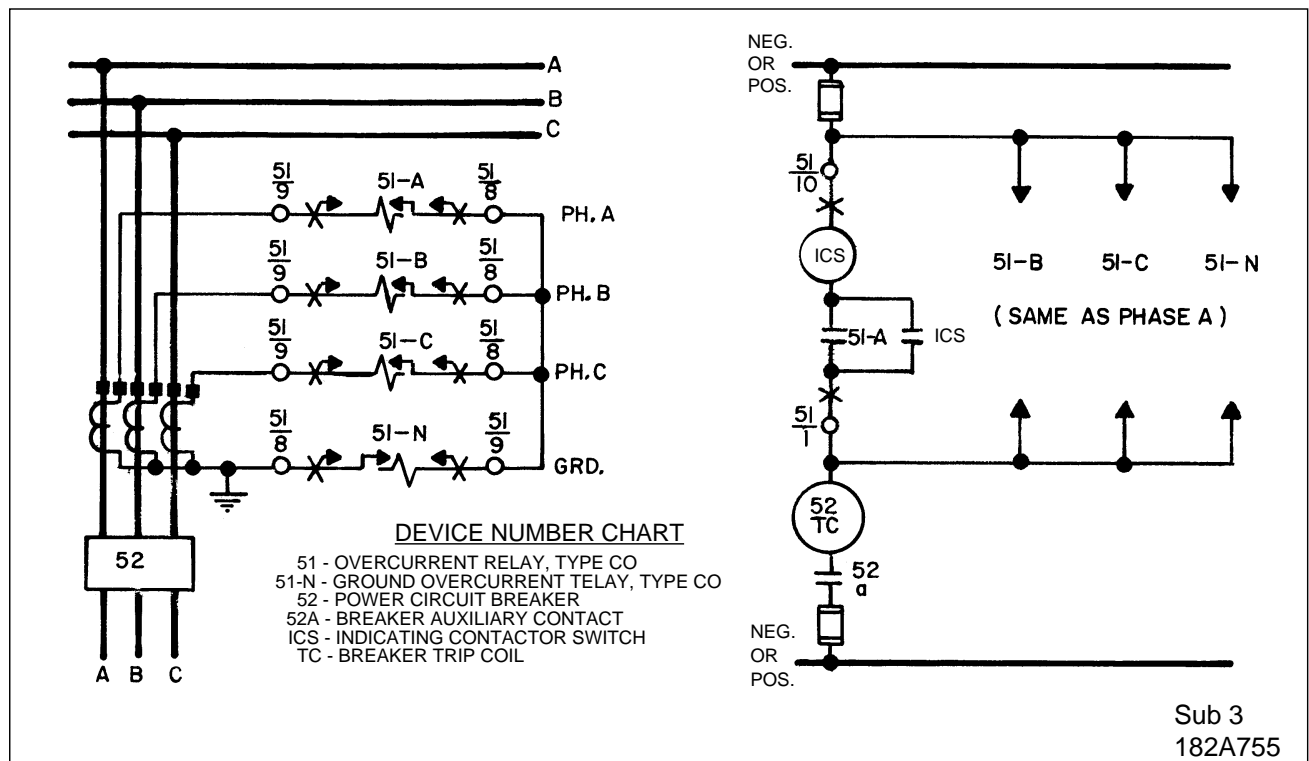 A
B
C
51
9
51-A
51
8
PH. A
51
9
51-B
51
8
PH. B
51
9
51-C
51
8
PH. C
51
8
51-N
51
9
GRD.
52
A B C
DEVICE NUMBER CHART
51 - OVERCURRENT RELAY, TYPE CO
51-N - GROUND OVERCURRENT TELAY, TYPE CO
52 - POWER CIRCUIT BREAKER
52A - BREAKER AUXILIARY CONTACT
ICS - INDICATING CONTACTOR SWITCH
TC - BREAKER TRIP COIL
NEG.
OR
POS.
51
10
ICS
51-A
ICS
51
1
52
TC
52
a
NEG.
OR
POS.
51-B 51-C 51-N
( SAME AS PHASE A )
Sub 3
182A755